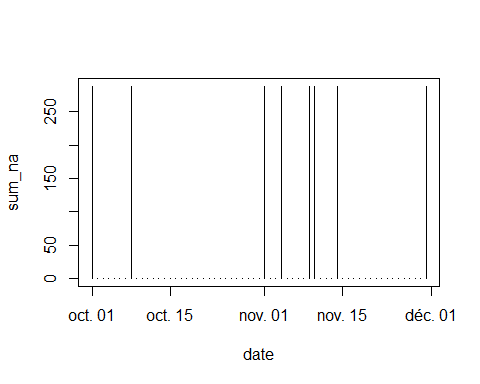 sum_na
250
150
50
0
oct. 01 oct. 15 nov. 01 nov. 15 déc. 01
date